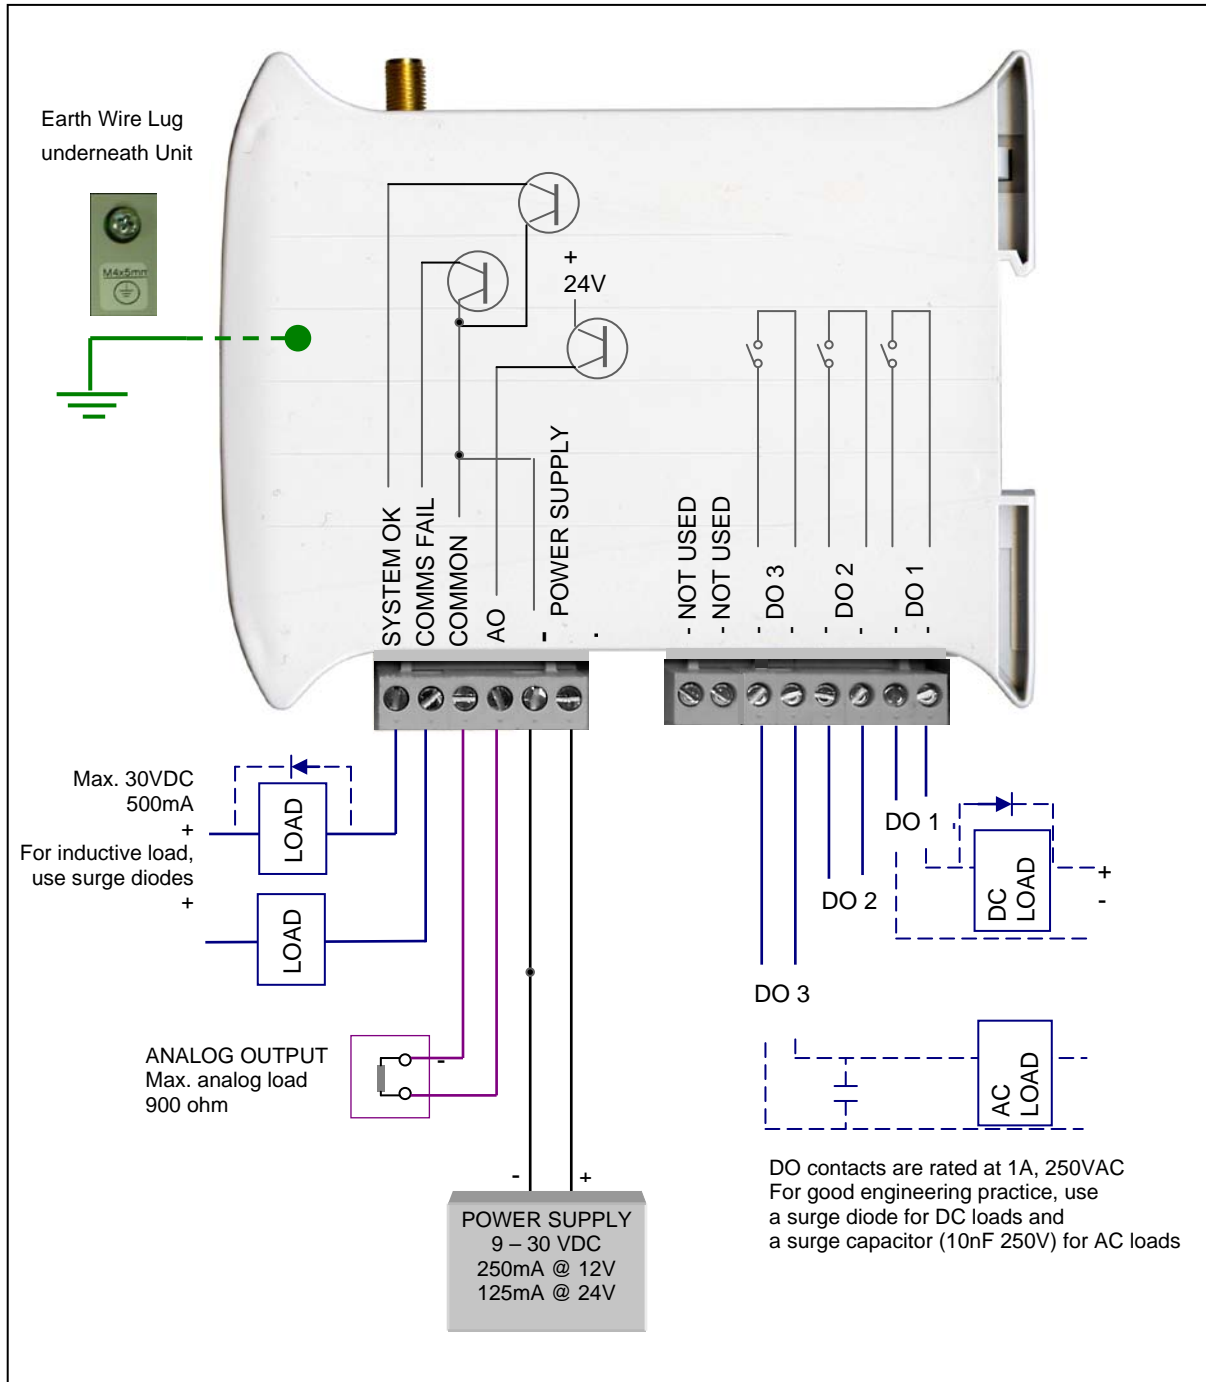 Earth Wire Lug
underneath Unit
M4x5mm
+
24V
SYSTEM OK
COMMS FAIL
COMMON
AO
-
POWER SUPPLY
- NOT USED
- NOT USED
- DO 3 -
- DO 2 -
- DO 1 -
Max. 30VDC
500mA
+
For inductive load,
use surge diodes
+
LOAD
LOAD
ANALOG OUTPUT
Max. analog load
900 ohm
-
- +
POWER SUPPLY
9 – 30 VDC
250mA @ 12V
125mA @ 24V
DO 1
DO 2
DO 3
DC
LOAD
+
-
AC
LOAD
DO contacts are rated at 1A, 250VAC
For good engineering practice, use
a surge diode for DC loads and
a surge capacitor (10nF 250V) for AC loads